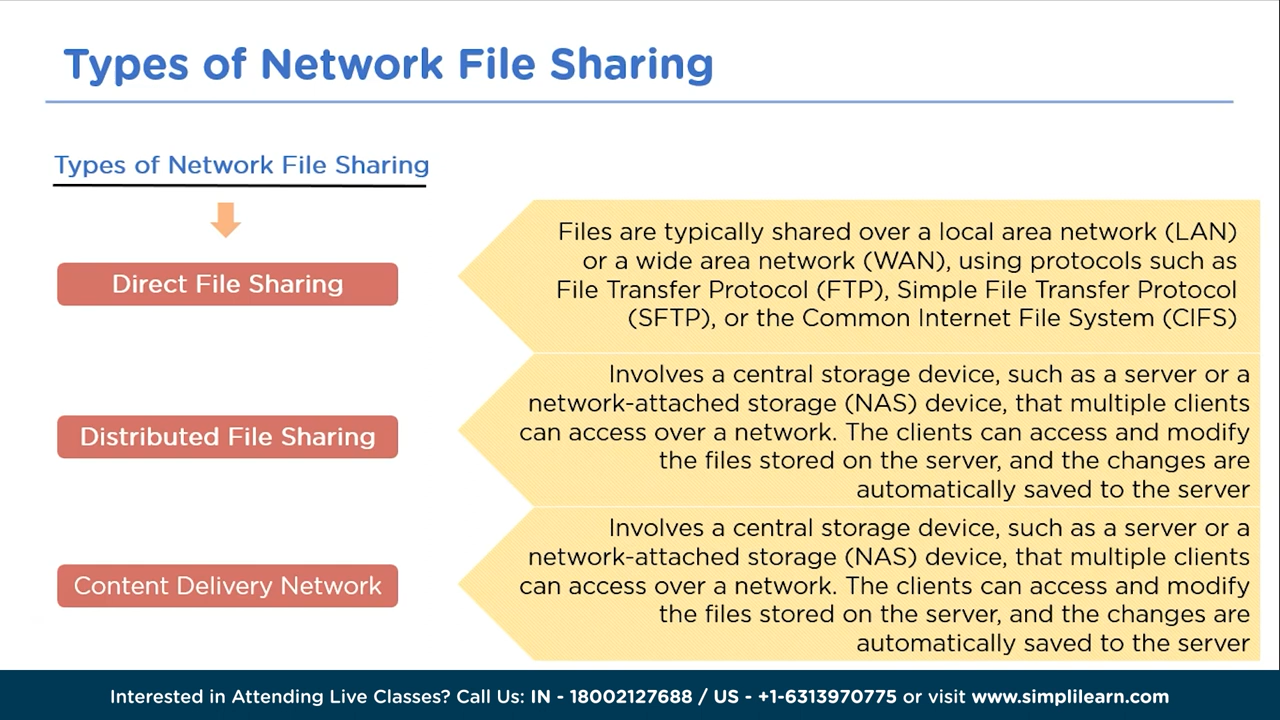 Types of Network File Sharing
Types of Network File Sharing
Direct File Sharing
Files are typically shared over a local area network (LAN)
or a wide area network (WAN), using protocols such as
File Transfer Protocol (FTP), Simple File Transfer Protocol
(SFTP), or the Common Internet File System (CIFS)
Distributed File Sharing
Involves a central storage device, such as a server or a
network-attached storage (NAS) device, that multiple clients
can access over a network. The clients can access and modify
the files stored on the server, and the changes are
automatically saved to the server
Content Delivery Network
Involves a central storage device, such as a server or a
network-attached storage (NAS) device, that multiple clients
can access over a network. The clients can access and modify
the files stored on the server, and the changes are
automatically saved to the server
Interested in Attending Live Classes? Call Us: IN - 18002127688 / US - +1-6313970775 or visit www.simplilearn.com